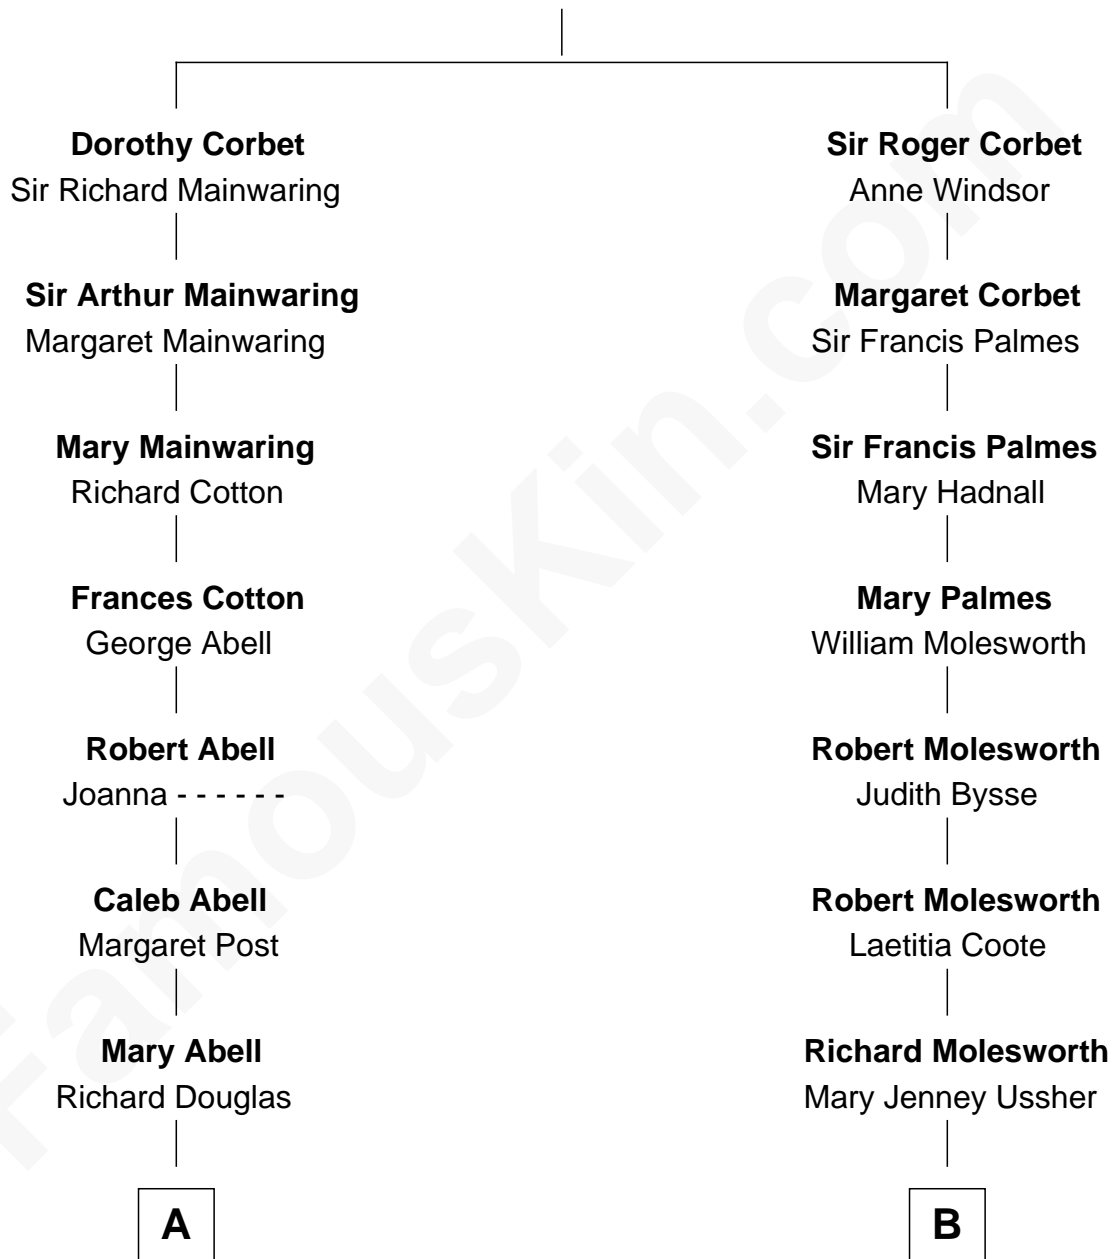 Dorothy Corbet
Sir Richard Mainwaring
Sir Roger Corbet
Anne Windsor
Sir Arthur Mainwaring
Margaret Mainwaring
Margaret Corbet
Sir Francis Palmes
Mary Mainwaring
Richard Cotton
Sir Francis Palmes
Mary Hadnall
Frances Cotton
George Abell
Mary Palmes
William Molesworth
Robert Abell
Joanna - - - - - -
Robert Molesworth
Judith Bysse
Caleb Abell
Margaret Post
Robert Molesworth
Laetitia Coote
Mary Abell
Richard Douglas
Richard Molesworth
Mary Jenney Ussher
A
B
FamousKin.com